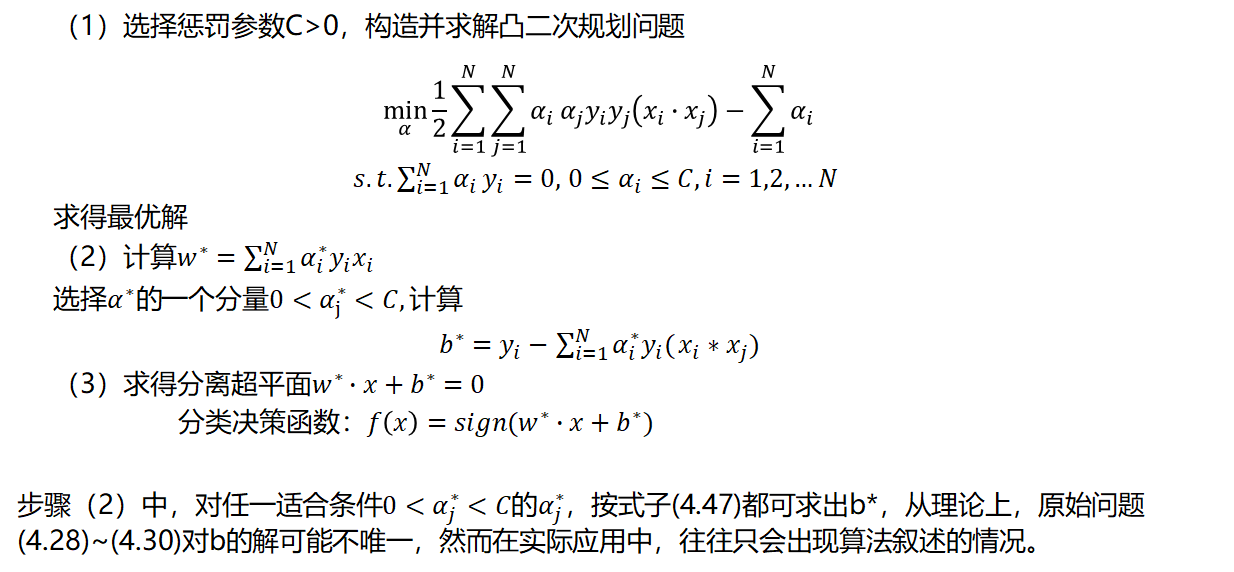 （1）选择惩罚参数C>0，构造并求解凸二次规划问题
$\min_{\alpha} \frac{1}{2} \sum_{i=1}^{N} \sum_{j=1}^{N} \alpha_i \alpha_j y_i y_j (x_i \cdot x_j) - \sum_{i=1}^{N} \alpha_i$
$s.t. \sum_{i=1}^{N} \alpha_i y_i = 0, 0 \le \alpha_i \le C, i = 1,2, \ldots N$
求得最优解
（2）计算$w^* = \sum_{i=1}^{N} \alpha_i^* y_i x_i$
选择$\alpha^*$的一个分量$0 < \alpha_j^* < C$,计算
$b^* = y_i - \sum_{i=1}^{N} \alpha_i^* y_i (x_i * x_j)$
（3）求得分离超平面$w^* \cdot x + b^* = 0$
分类决策函数：$f(x) = sign(w^* \cdot x + b^*)$
步骤（2）中，对任一适合条件$0 < \alpha_j^* < C$的$\alpha_j^*$，按式子(4.47)都可求出b*，从理论上，原始问题
(4.28)~(4.30)对b的解可能不唯一，然而在实际应用中，往往只会出现算法叙述的情况。